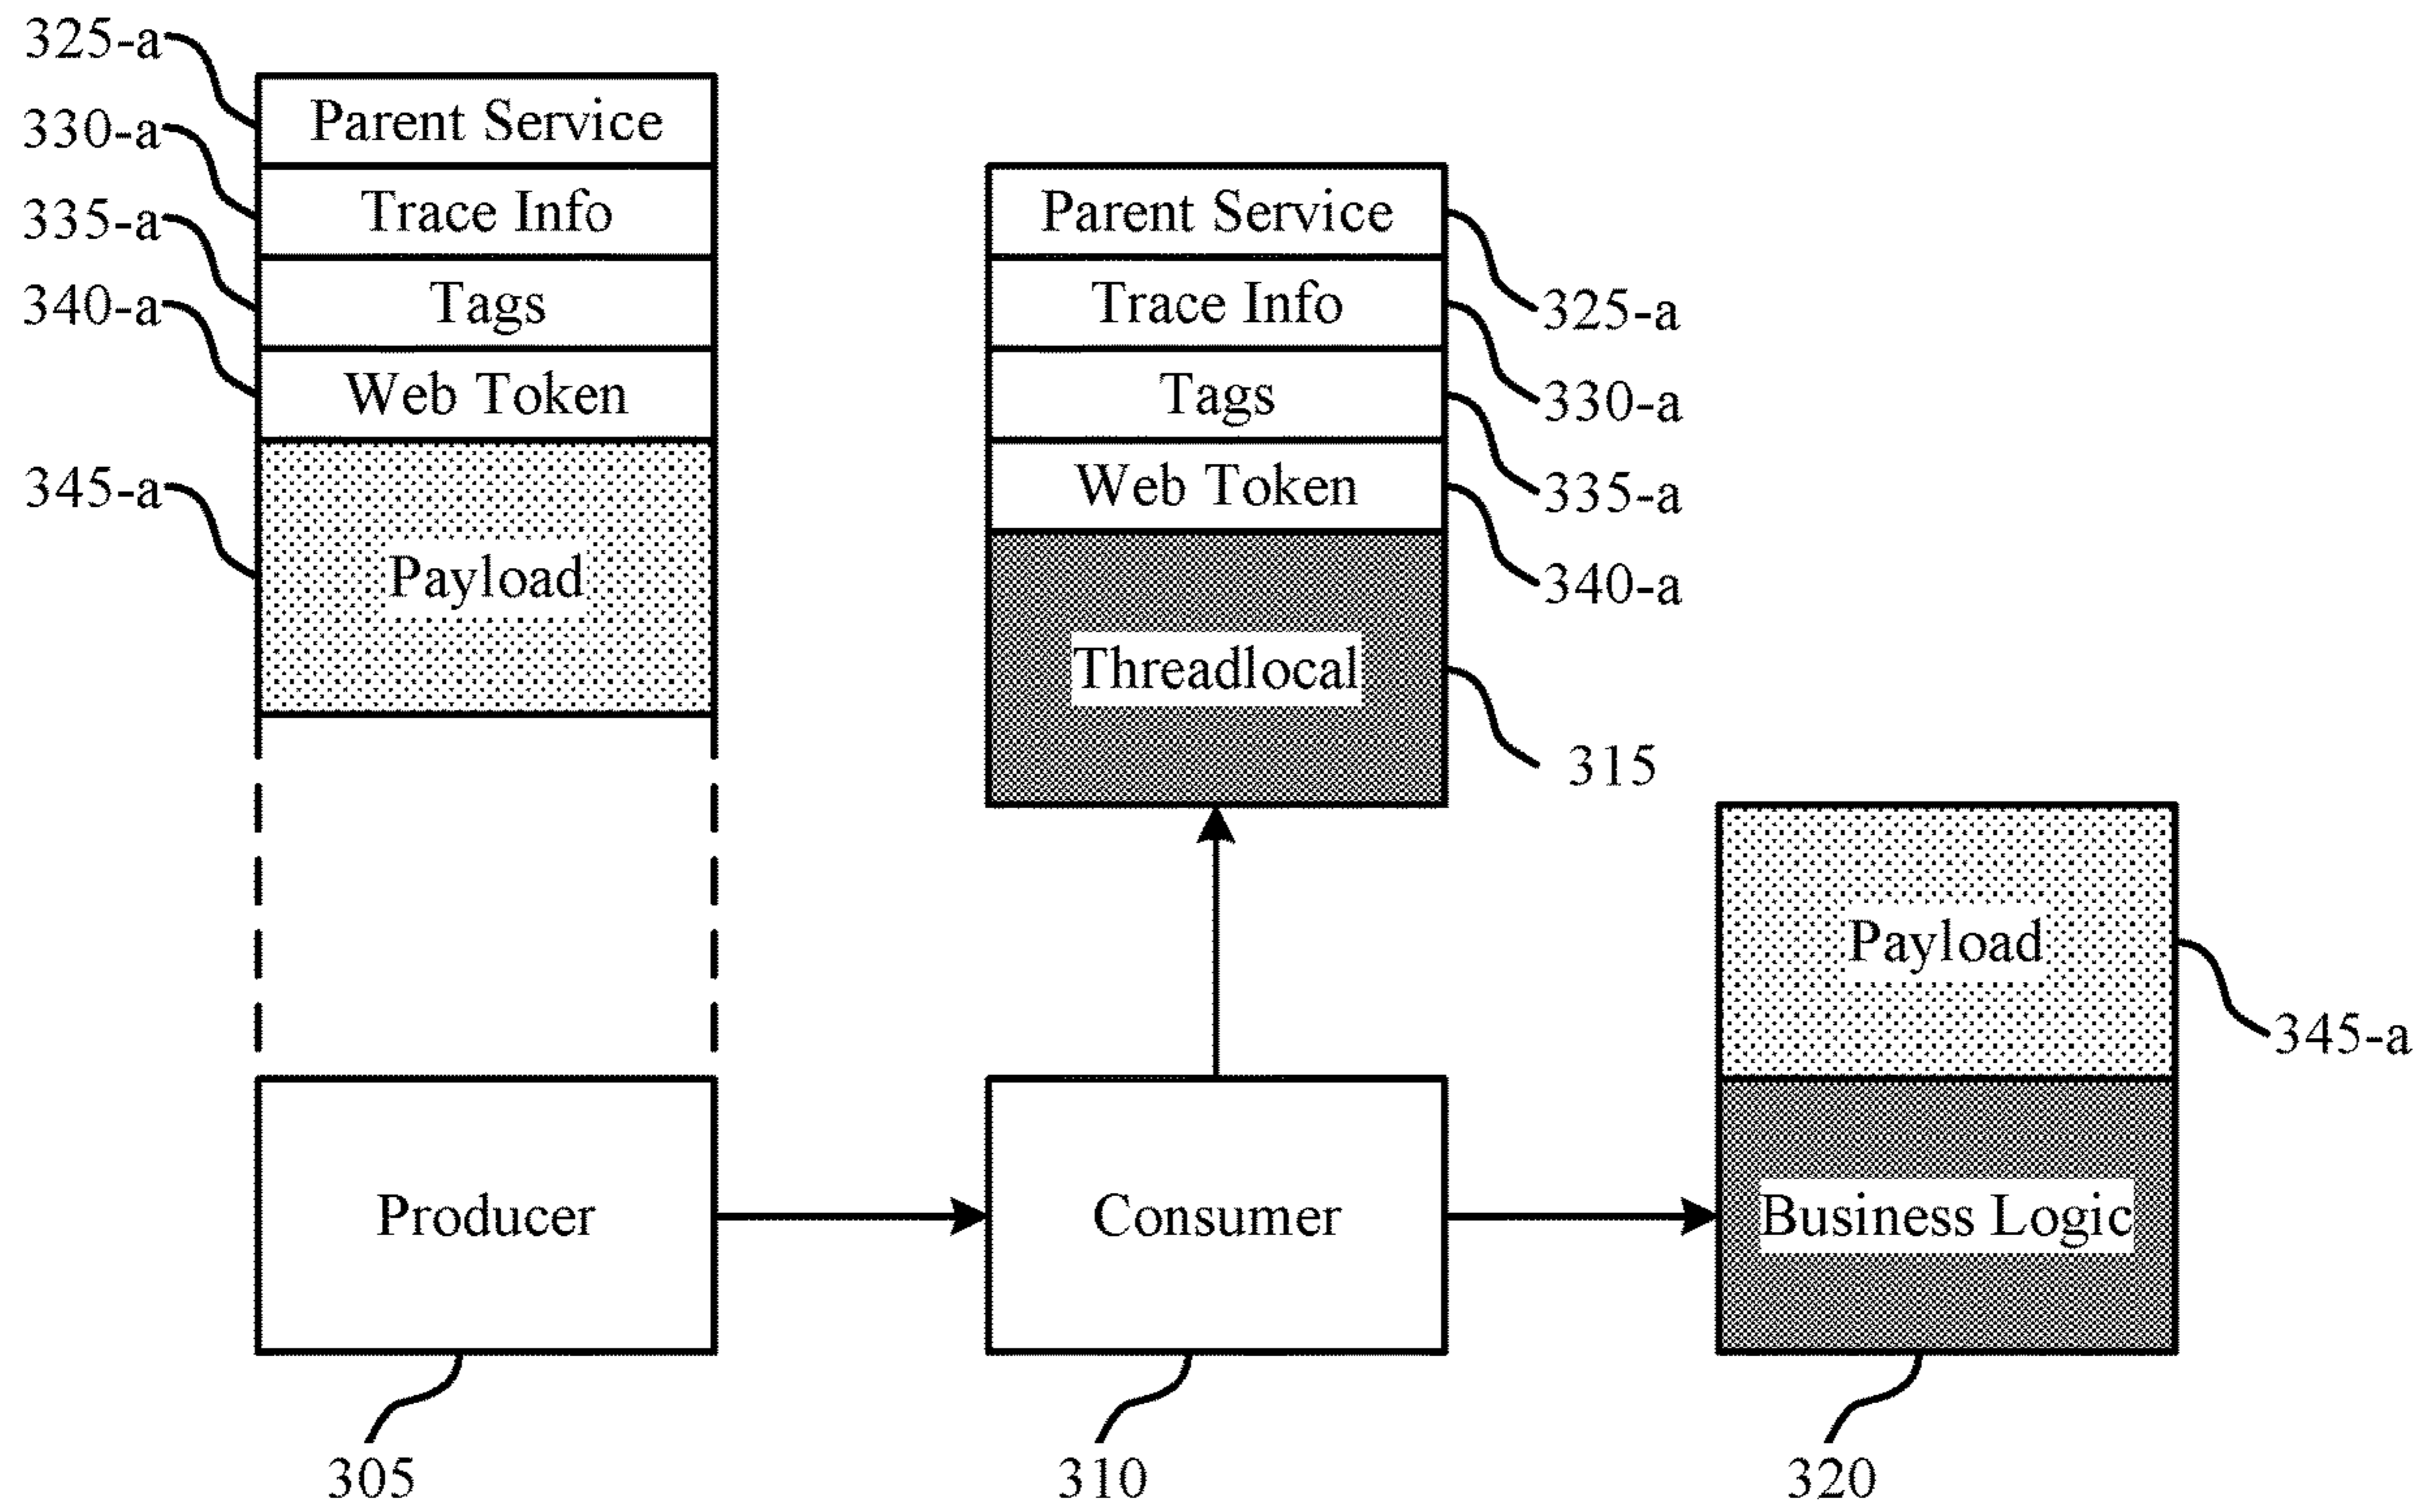 325-a
Parent Service
330-a
Trace Info
335-a
Tags
340-a
Web Token
345-a
Payload
Parent Service
325-a
Trace Info
330-a
Tags
335-a
Web Token
340-a
Threadlocal
315
Payload
345-a
Producer
Consumer
Business Logic
305
310
320